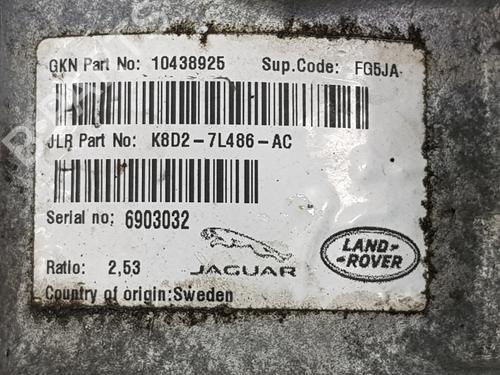 GKN Part No: 10438925 Sup.Code: FG5JA
JLR Part No: K8D2-7L486-AC
Serial no: 6903032
JAGUAR
LAND-
-ROVER
Ratio: 2,53
Country of origin:Sweden